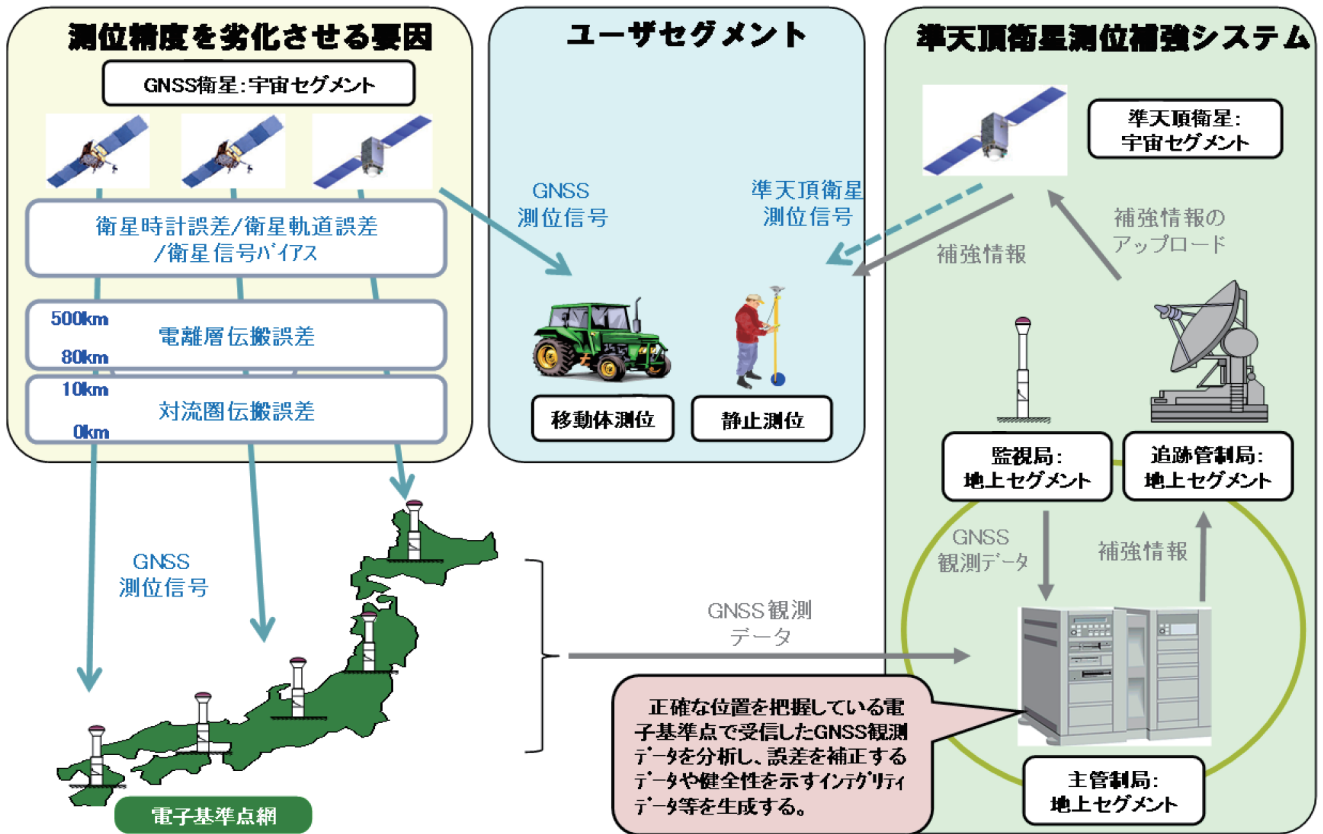 測位精度を劣化させる要因
GNSS衛星:宇宙セグメント
衛星時計誤差/衛星軌道誤差
/衛星信号バイアス
500km
電離層伝搬誤差
80km
10km
対流圏伝搬誤差
0km
GNSS
測位信号
電子基準点網
ユーザセグメント
GNSS
測位信号
準天頂衛星
測位信号
移動体測位
静止測位
準天頂衛星測位補強システム
準天頂衛星:
宇宙セグメント
補強情報
補強情報の
アップロード
監視局:
地上セグメント
追跡管制局:
地上セグメント
GNSS
観測データ
補強情報
GNSS観測
データ
正確な位置を把握している電
子基準点で受信したGNSS観測
データを分析し、誤差を補正する
データや健全性を示すインテグリティ
データ等を生成する。
主管制局:
地上セグメント